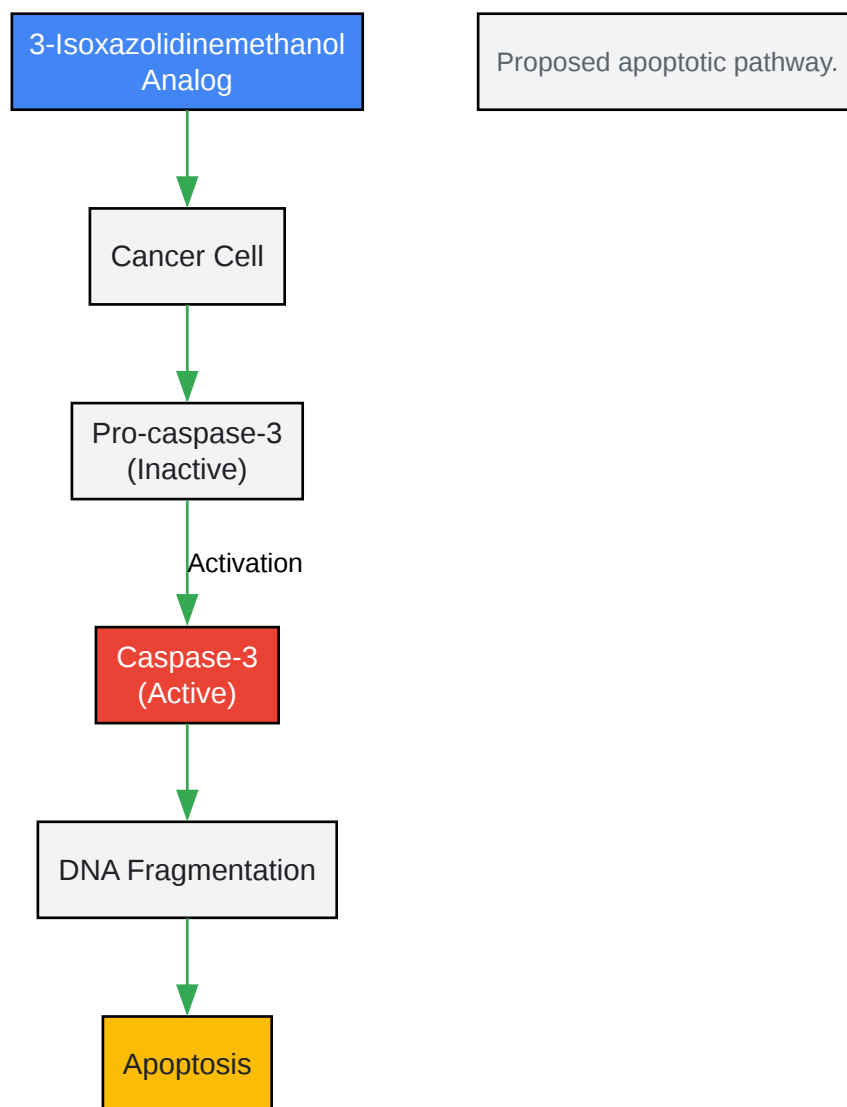 3-Isoxazolidinemethanol
Analog
Proposed apoptotic pathway.
Cancer Cell
Pro-caspase-3
(Inactive)
Activation
Caspase-3
(Active)
DNA Fragmentation
Apoptosis